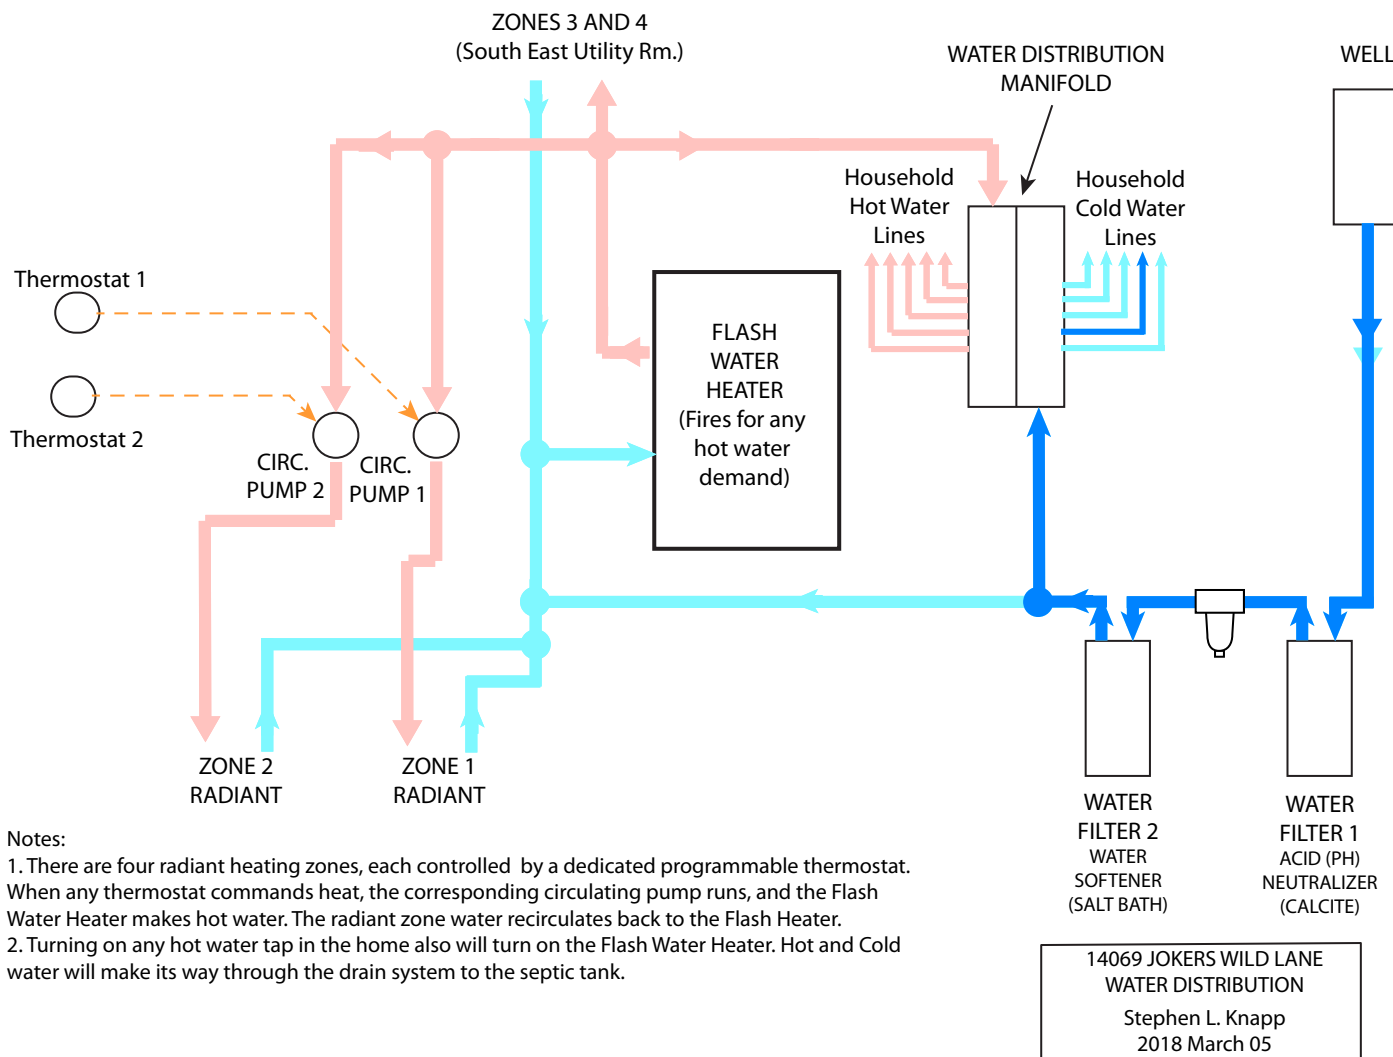 ZONES 3 AND 4
(South East Utility Rm.)
WATER DISTRIBUTION
MANIFOLD
WELL
Household
Hot Water
Lines
Household
Cold Water
Lines
Thermostat 1
Thermostat 2
FLASH
WATER
HEATER
(Fires for any
hot water
demand)
CIRC.
PUMP 2
CIRC.
PUMP 1
ZONE 2
RADIANT
ZONE 1
RADIANT
WATER
FILTER 2
WATER
SOFTENER
(SALT BATH)
WATER
FILTER 1
ACID (PH)
NEUTRALIZER
(CALCITE)
Notes:
1. There are four radiant heating zones, each controlled  by a dedicated programmable thermostat.
When any thermostat commands heat, the corresponding circulating pump runs, and the Flash
Water Heater makes hot water. The radiant zone water recirculates back to the Flash Heater.
2. Turning on any hot water tap in the home also will turn on the Flash Water Heater. Hot and Cold
water will make its way through the drain system to the septic tank.
14069 JOKERS WILD LANE
WATER DISTRIBUTION
Stephen L. Knapp
2018 March 05